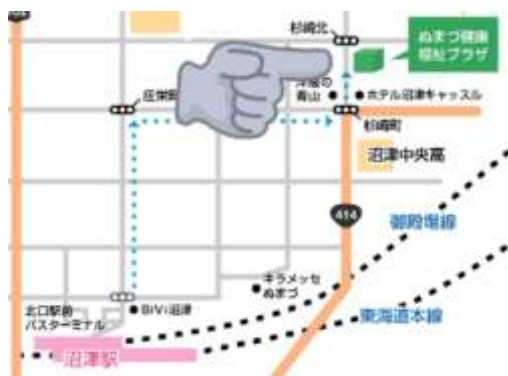 杉崎北
ぬまづ健康
福祉プラザ
青山
ホテル沼津キャッスル
杉崎町
沼津中央高
414
御殿場線
キラメッセ
ぬまづ
北口駅前
バスターミナル
BiVi沼津
東海道本線
沼津駅